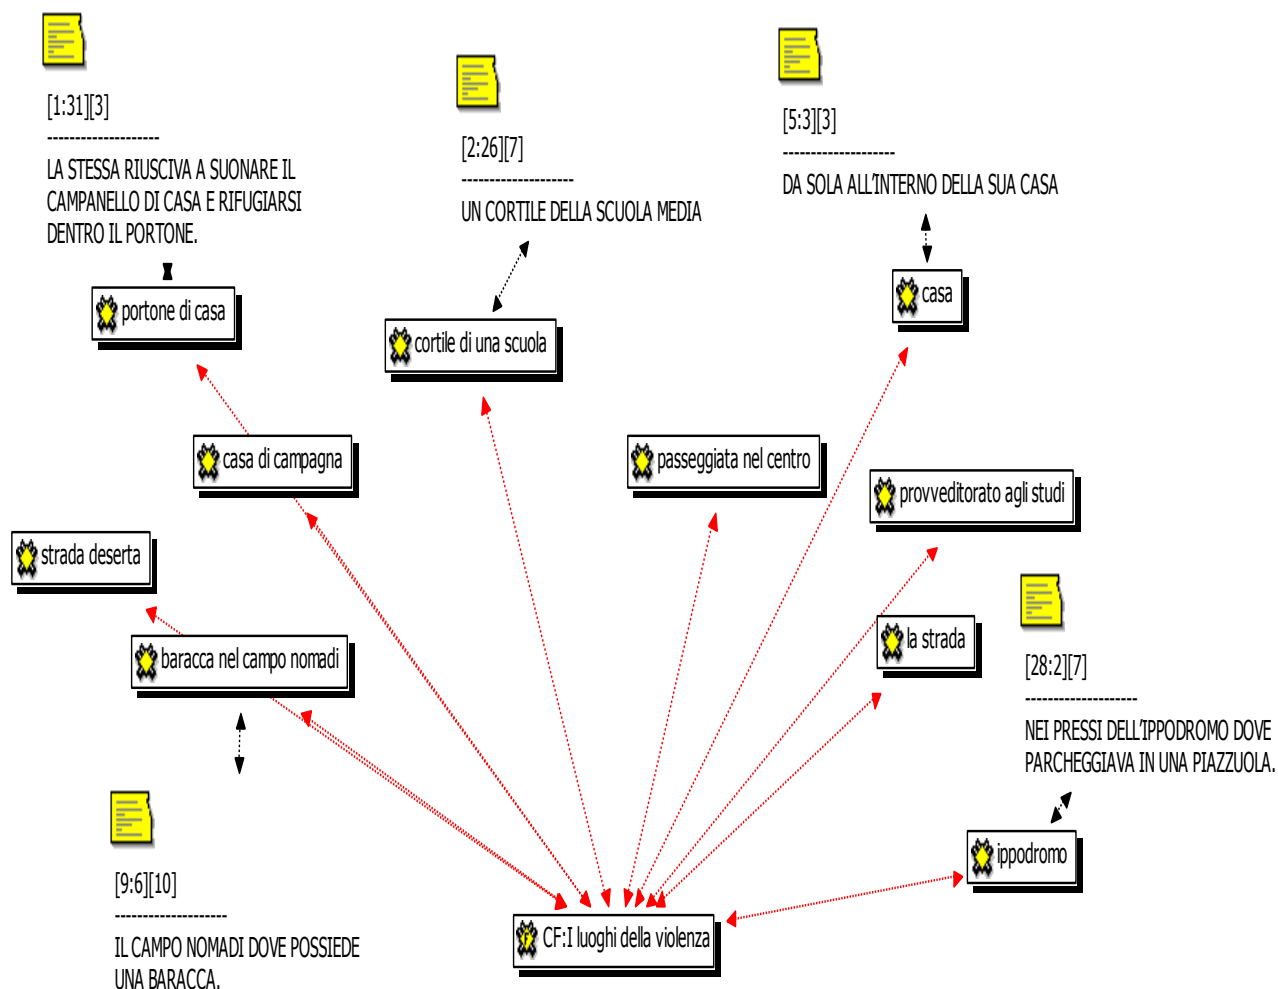 [1:31][3]
--------------------
LA STESSA RIUSCIVA A SUONARE IL
CAMPANELLO DI CASA E RIFUGIARSI
DENTRO IL PORTONE.
portone di casa
[2:26][7]
--------------------
UN CORTILE DELLA SCUOLA MEDIA
cortile di una scuola
[5:3][3]
--------------------
DA SOLA ALL'INTERNO DELLA SUA CASA
casa
casa di campagna
passeggiata nel centro
provveditorato agli studi
strada deserta
baracca nel campo nomadi
la strada
[28:2][7]
--------------------
NEI PRESSI DELL'IPPODROMO DOVE
PARCHEGGIAVA IN UNA PIAZZUOLA.
ippodromo
[9:6][10]
--------------------
IL CAMPO NOMADI DOVE POSSIEDE
UNA BARACCA.
F CF:I luoghi della violenza